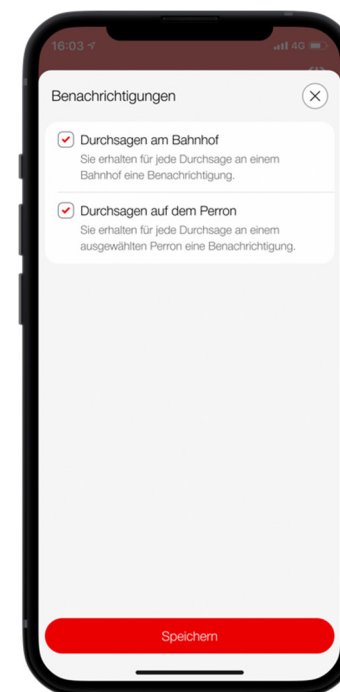 16:03
4G
Benachrichtigungen
Durchsagen am Bahnhof
Sie erhalten für jede Durchsage an einem
Bahnhof eine Benachrichtigung.
Durchsagen auf dem Perron
Sie erhalten für jede Durchsage an einem
ausgewählten Perron eine Benachrichtigung.
Speichern